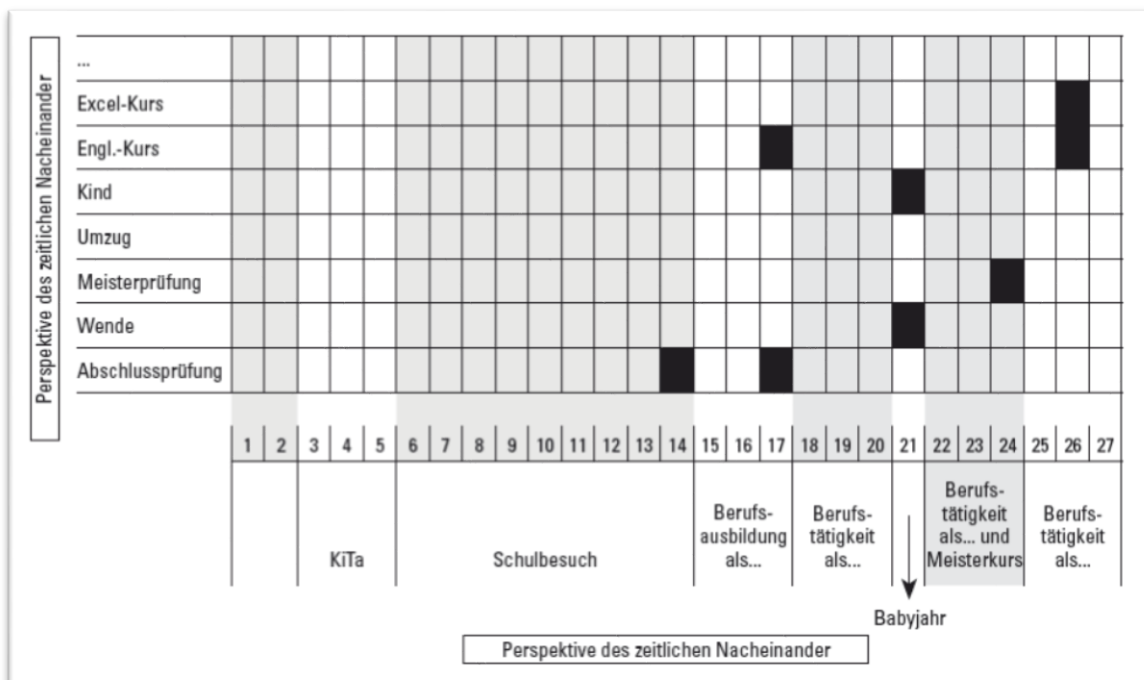 Perspektive des zeitlichen Nacheinander
...
Excel-Kurs
Engl.-Kurs
Kind
Umzug
Meisterprüfung
Wende
Abschlussprüfung
1 2 3 4 5 6 7 8 9 10 11 12 13 14 15 16 17 18 19 20 21 22 23 24 25 26 27
KiTa
Schulbesuch
Berufs-
ausbildung
als...
Berufs-
tätigkeit
als...
Babyjahr
Berufs-
tätigkeit
als... und
Meisterkurs
Berufs-
tätigkeit
als...
Perspektive des zeitlichen Nacheinander